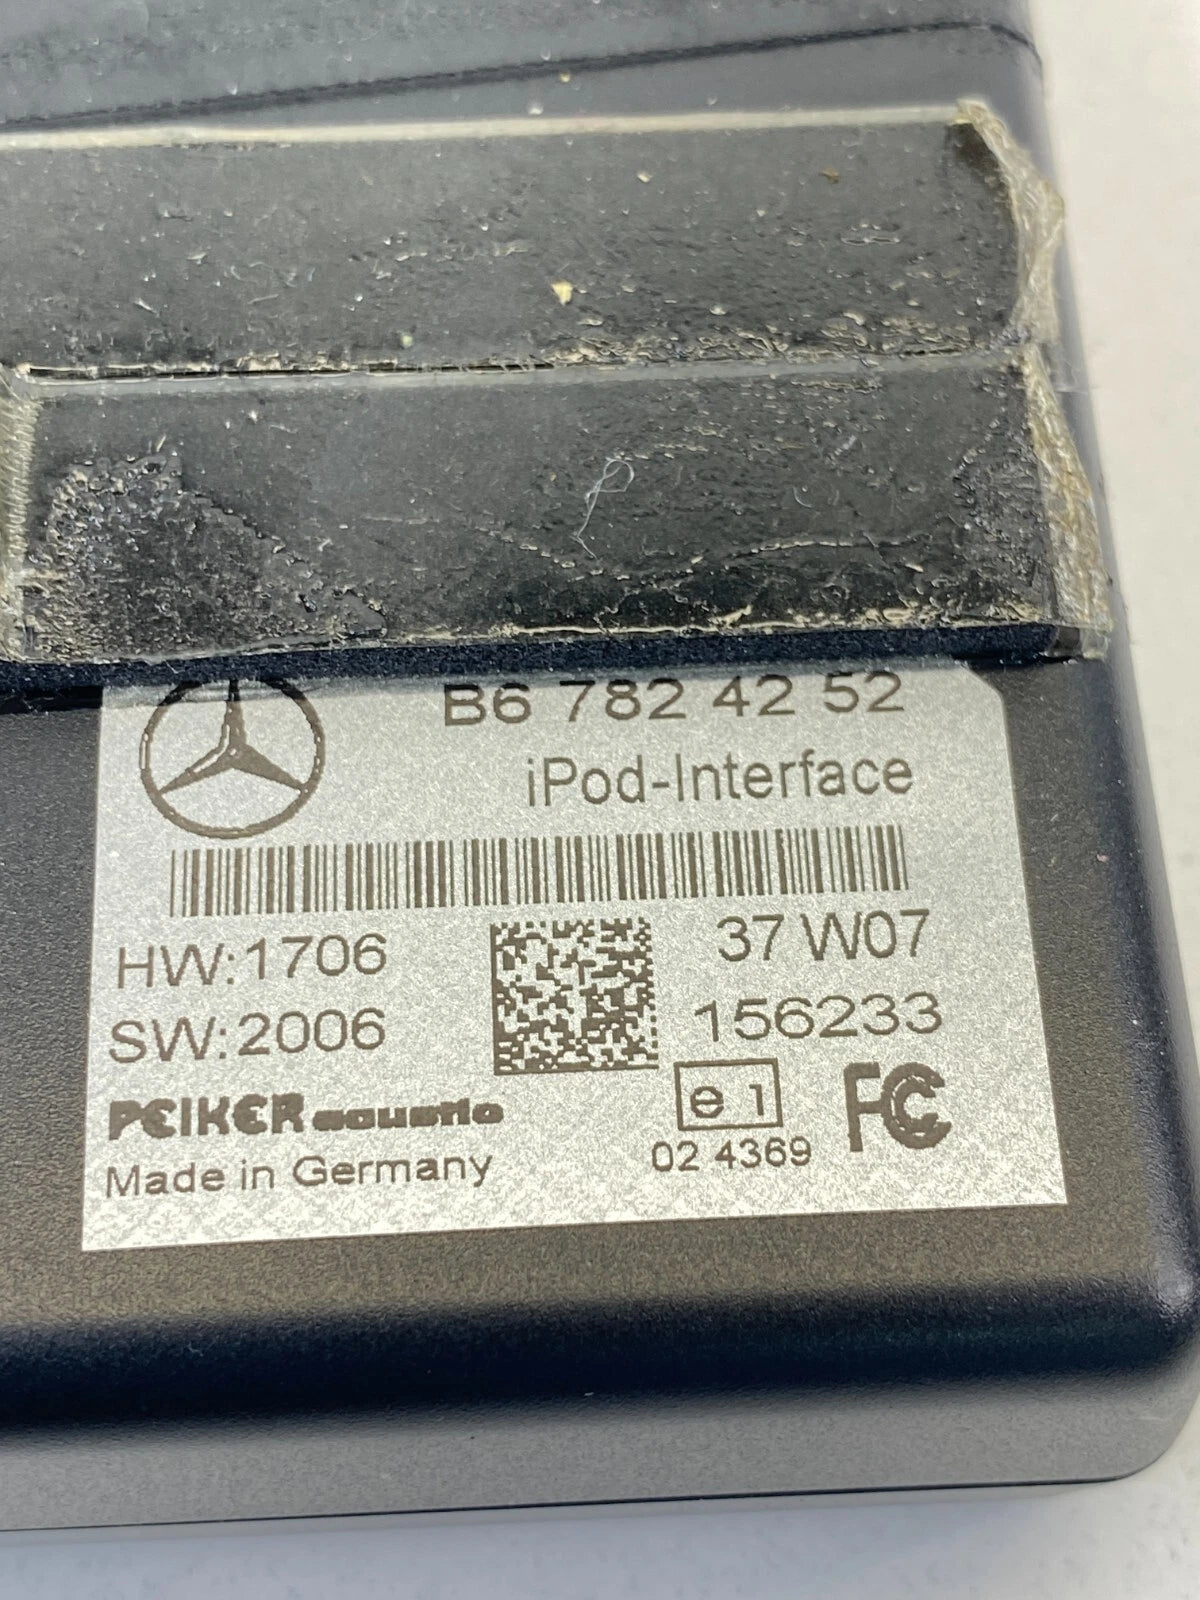 B6 782 42 52
iPod-Interface
HW:1706
37 W07
SW:2006
156233
PEIKER acustic
e 1
FC
02 4369
Made in Germany